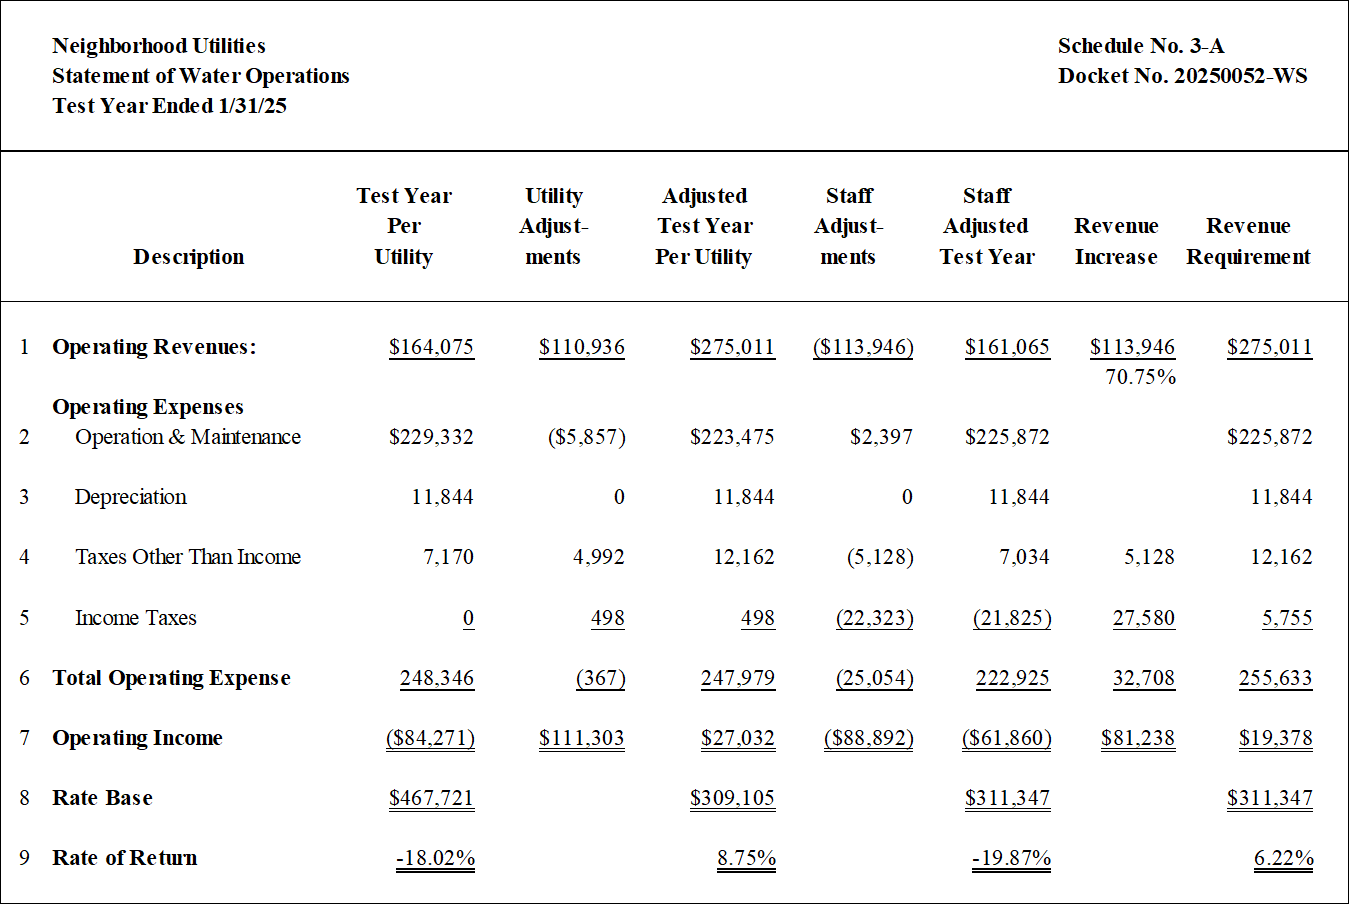 Neighborhood Utilities Schedule No. 3-A
Statement of Water Operations Docket No. 20250052-WS
Test Year Ended 1/31/25
Test Year Utility Adjusted Staff Staff
Per Adjust- Test Year Adjust- Adjusted Revenue Revenue
Description Utility ments Per Utility ments Test Year Increase Requirement
1 Operating Revenues: $164,075 $110,936 $275,011 ($113,946) $161,065 $113,946 $275,011
70.75%
Operating Expenses
2 Operation & Maintenance $229,332 ($5,857) $223,475 $2,397 $225,872 $225,872
3 Depreciation 11,844 0 11,844 0 11,844 11,844
4 Taxes Other Than Income 7,170 4,992 12,162 (5,128) 7,034 5,128 12,162
5 Income Taxes 0 498 498 (22,323) (21,825) 27,580 5,755
6 Total Operating Expense 248,346 (367) 247,979 (25,054) 222,925 32,708 255,633
7 Operating Income ($84,271) $111,303 $27,032 ($88,892) ($61,860) $81,238 $19,378
8 Rate Base $467,721 $309,105 $311,347 $311,347
9 Rate of Return -18.02% 8.75% -19.87% 6.22%